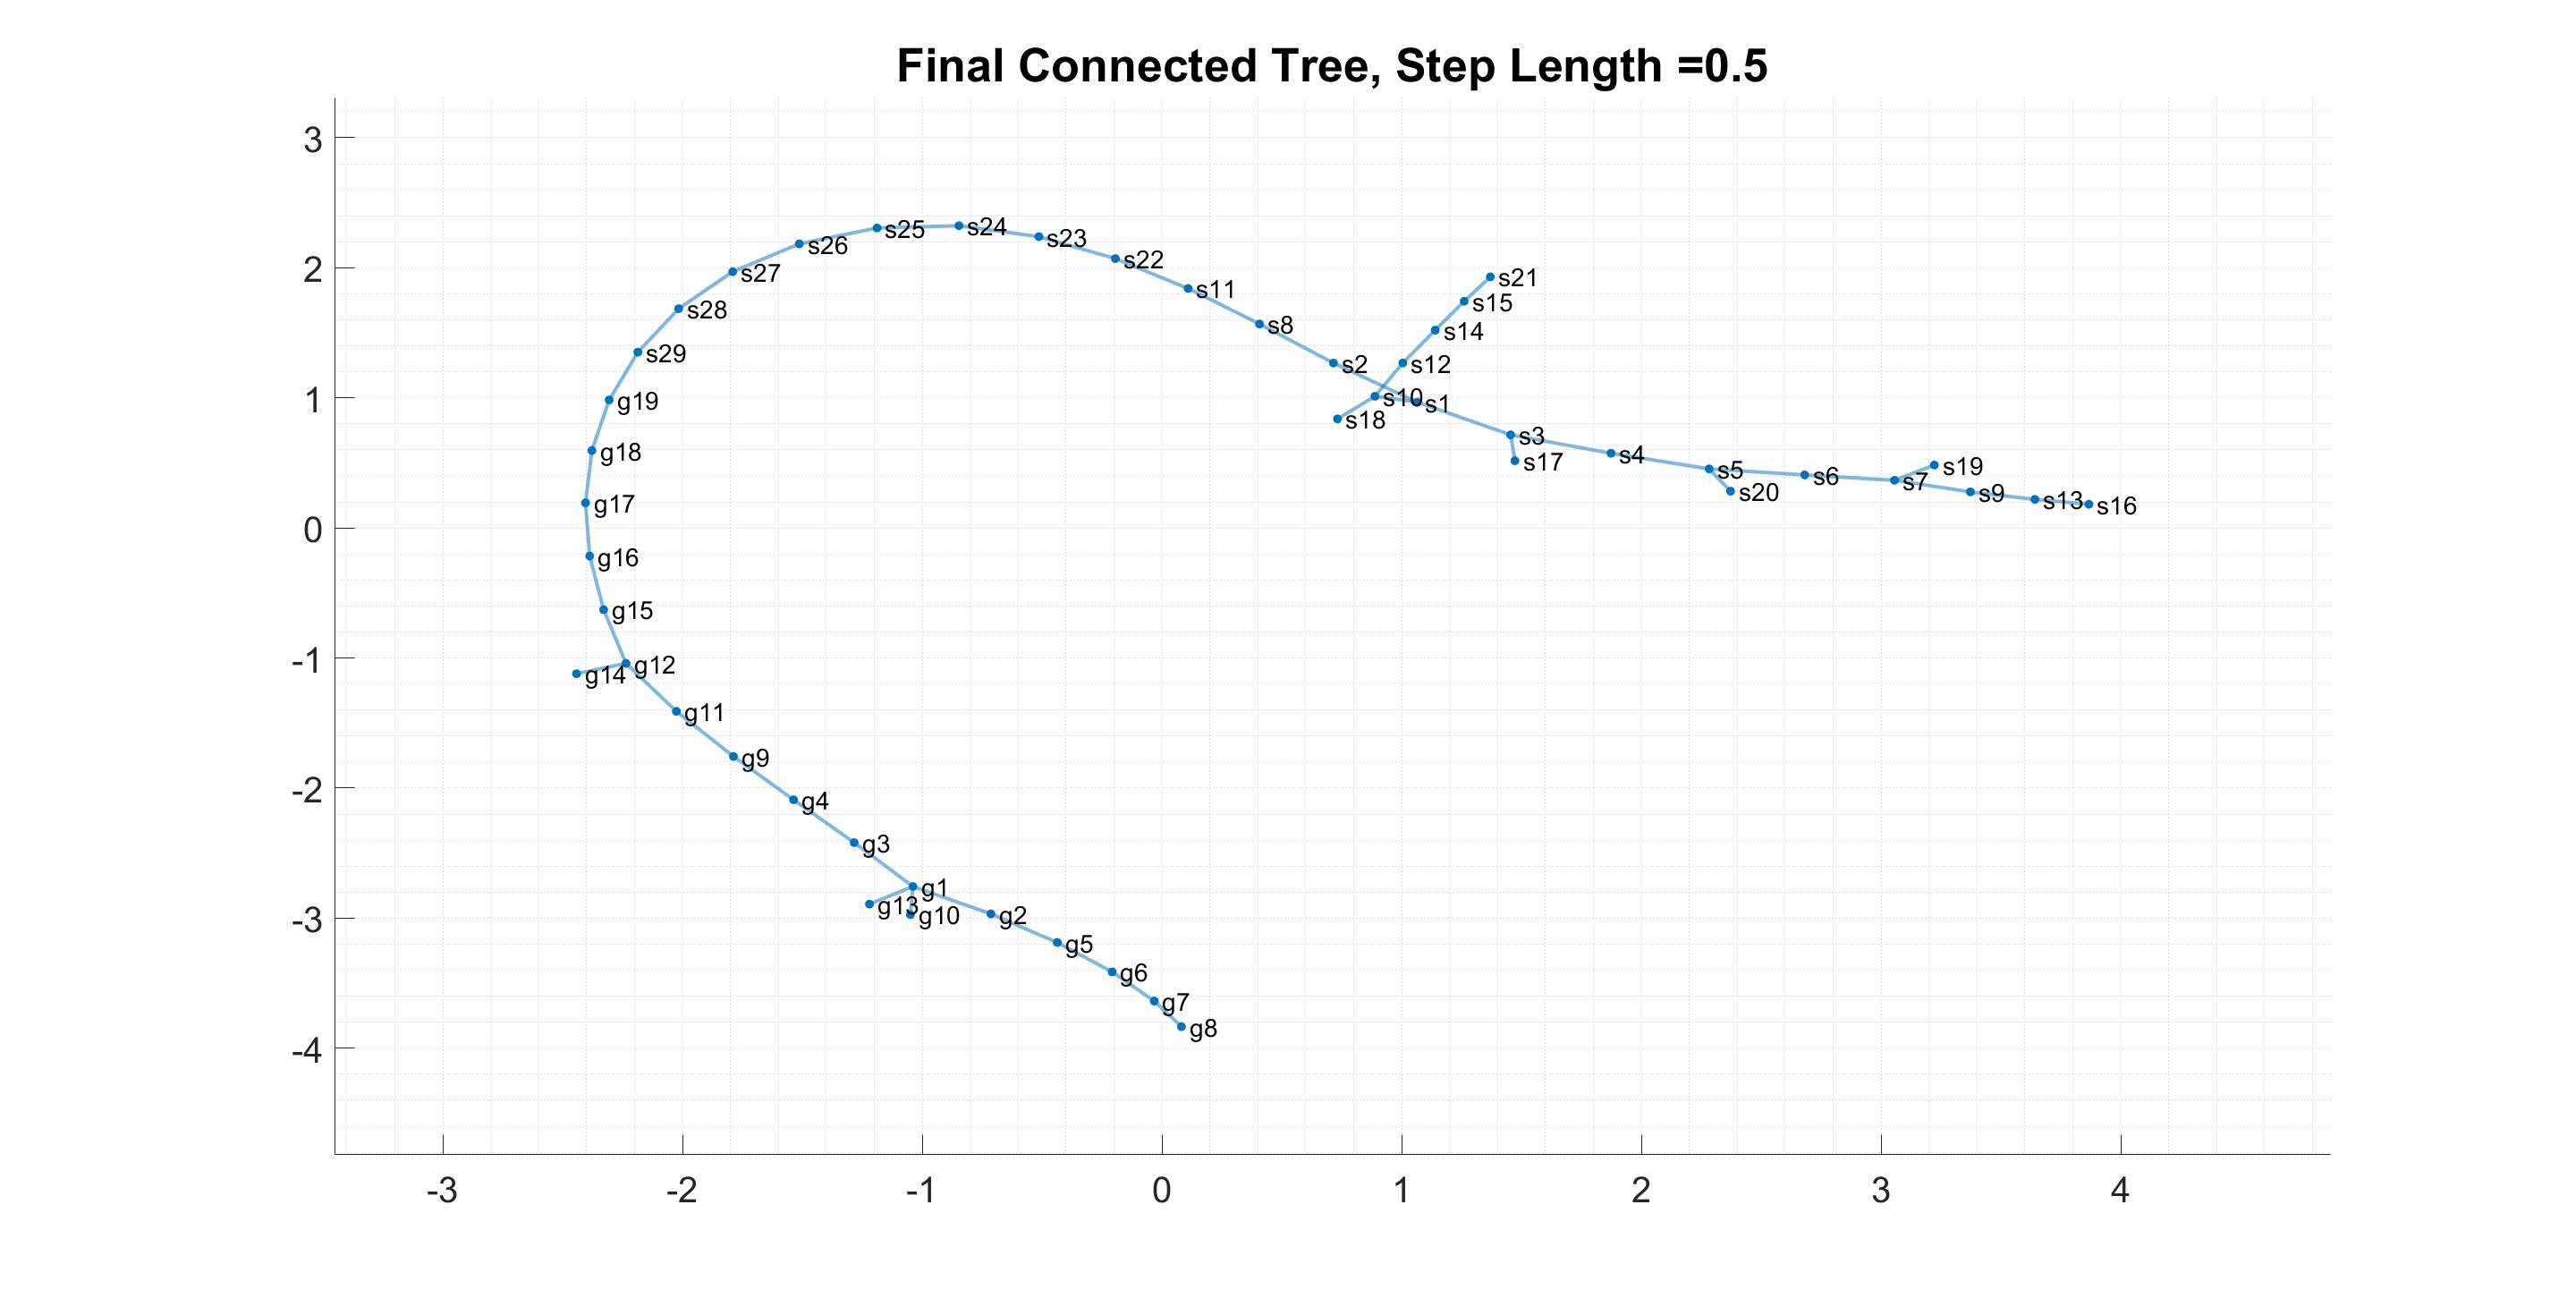 Final Connected Tree, Step Length =0.5
3
2
1
0
-1
-2
-3
-4
-3
-2
-1
0
1
2
3
4
s25
s24
s23
s26
s22
s27
s21
s11
s15
s28
s8
s14
s29
s2
s12
g19
s10
s1
s18
s3
g18
s4
s17
s19
s5
s6
s7
s20
s9
s13
s16
g17
g16
g15
g12
g14
g11
g9
g4
g3
g1
g13
g10
g2
g5
g6
g7
g8